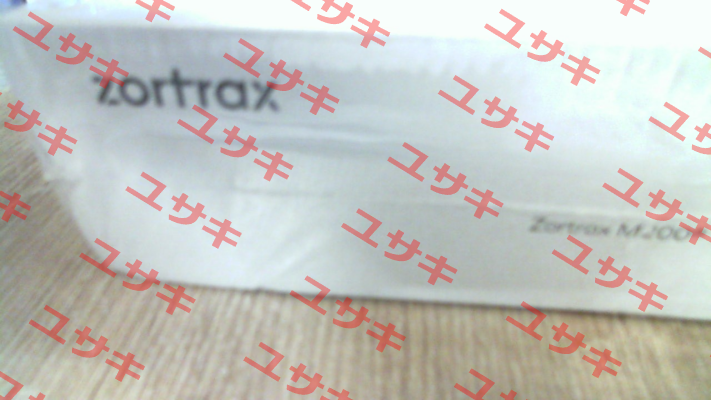 zortrax
Zortrax M200
ユサキ